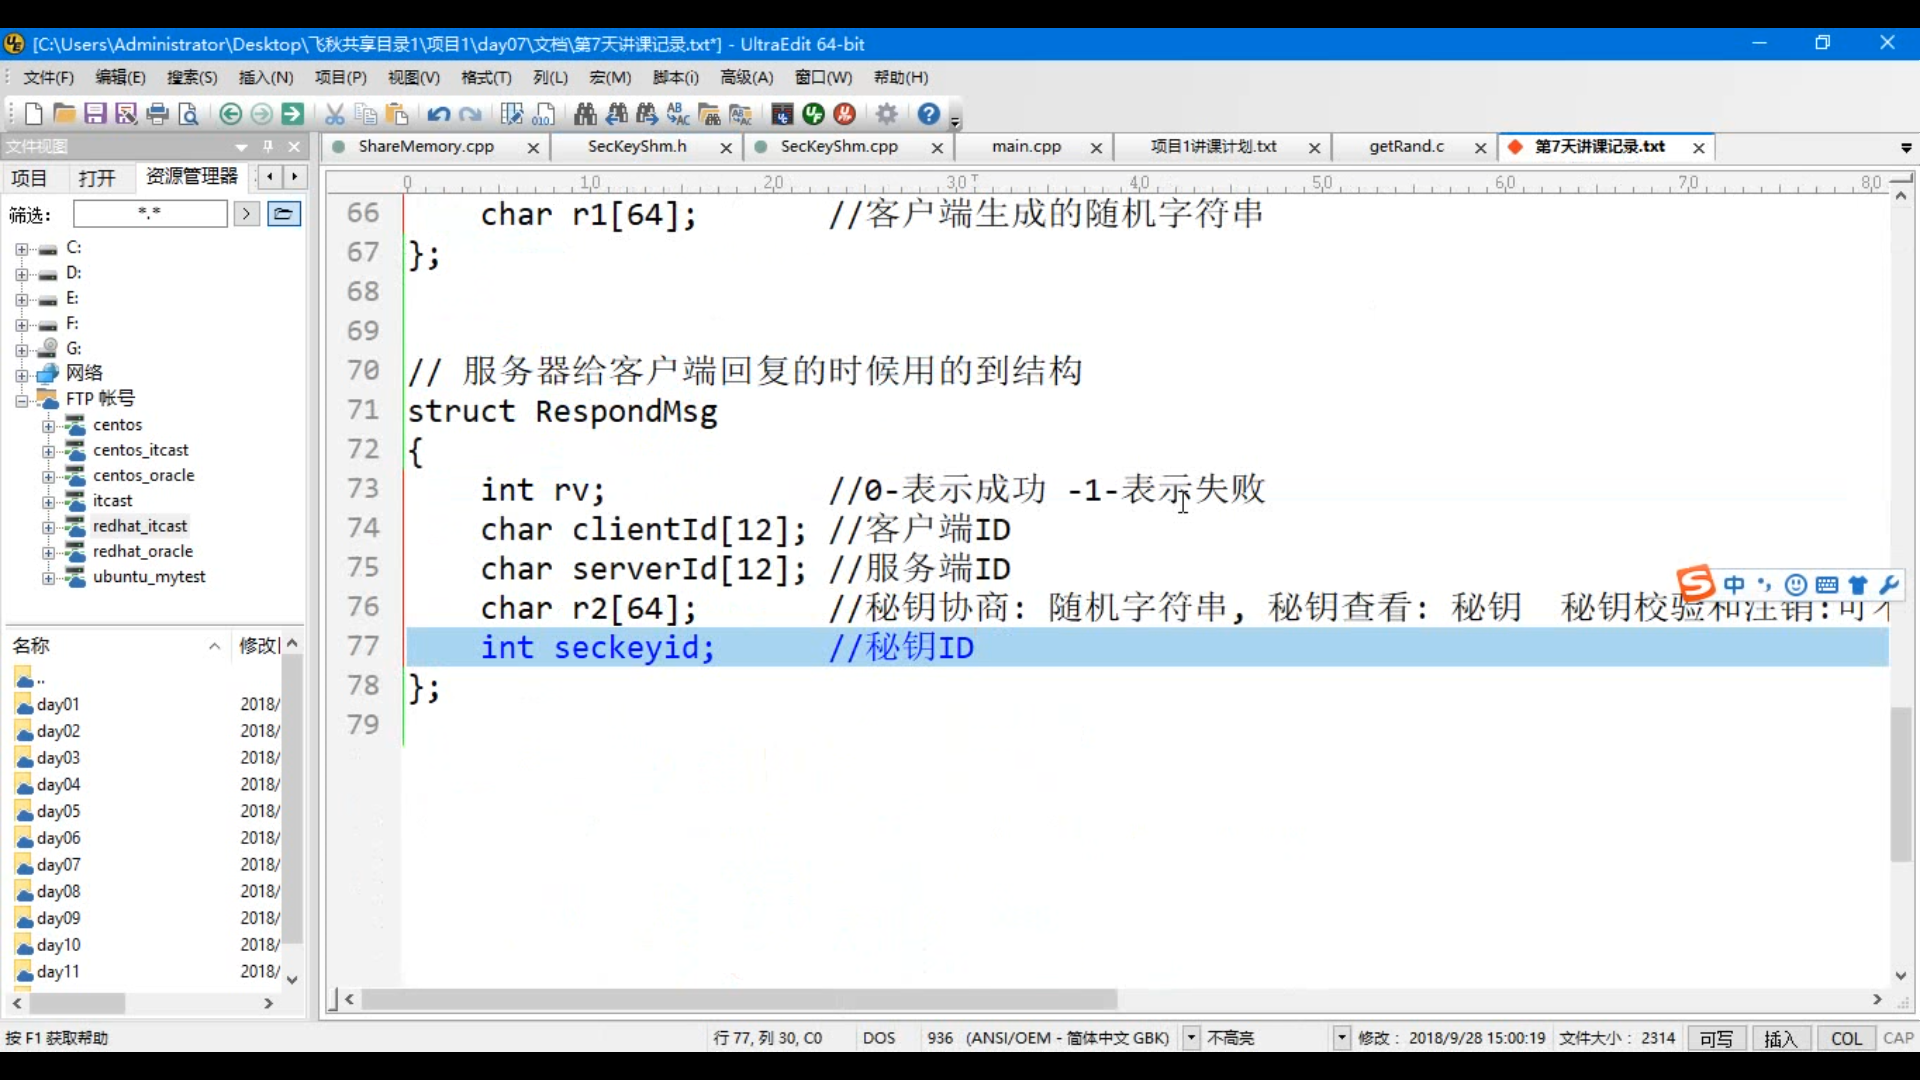 [C:\Users\Administrator\Desktop\飞秋共享目录1\项目1\day07\文档\第7天讲课记录.txt*] - UltraEdit 64-bit
文件(F) 编辑(E) 搜索(S) 插入(N) 项目(P) 视图(V) 格式(T) 列(L) 宏(M) 脚本(i) 高级(A) 窗口(W) 帮助(H)
文件视图
ShareMemory.cpp SecKeyShm.h SecKeyShm.cpp main.cpp 项目1讲课计划.txt getRand.c 第7天讲课记录.txt
项目 打开 资源管理器
筛选: *.*
C:
D:
E:
F:
G:
网络
FTP 帐号
centos
centos_itcast
centos_oracle
itcast
redhat_itcast
redhat_oracle
ubuntu_mytest
名称 修改
..
day01 2018/
day02 2018/
day03 2018/
day04 2018/
day05 2018/
day06 2018/
day07 2018/
day08 2018/
day09 2018/
day10 2018/
day11 2018/
0 10 20 30 40 50 60 70 80
66 char r1[64]; //客户端生成的随机字符串
67 };
68
69
70 // 服务器给客户端回复的时候用的到结构
71 struct RespondMsg
72 {
73 int rv; //0-表示成功 -1-表示失败
74 char clientId[12]; //客户端ID
75 char serverId[12]; //服务端ID
76 char r2[64]; //秘钥协商: 随机字符串, 秘钥查看: 秘钥 秘钥校验和注销:可
77 int seckeyid; //秘钥ID
78 };
79
中
按 F1 获取帮助 行 77, 列 30, C0 DOS 936 (ANSI/OEM - 简体中文 GBK) 不高亮 修改: 2018/9/28 15:00:19 文件大小: 2314 可写 插入 COL CAP